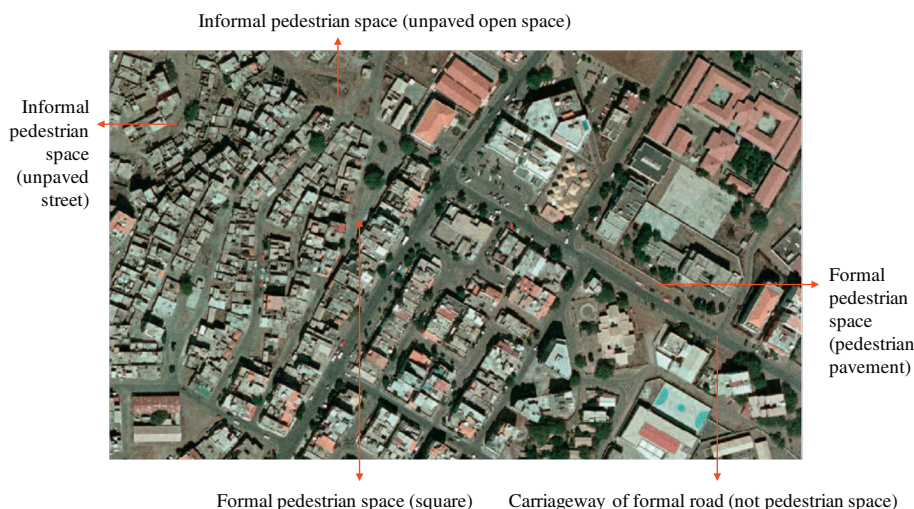 Informal pedestrian space (unpaved open space)
Informal
pedestrian
space
(unpaved
street)
Formal
pedestrian
space
(pedestrian
pavement)
Formal pedestrian space (square)
Carriageway of formal road (not pedestrian space)